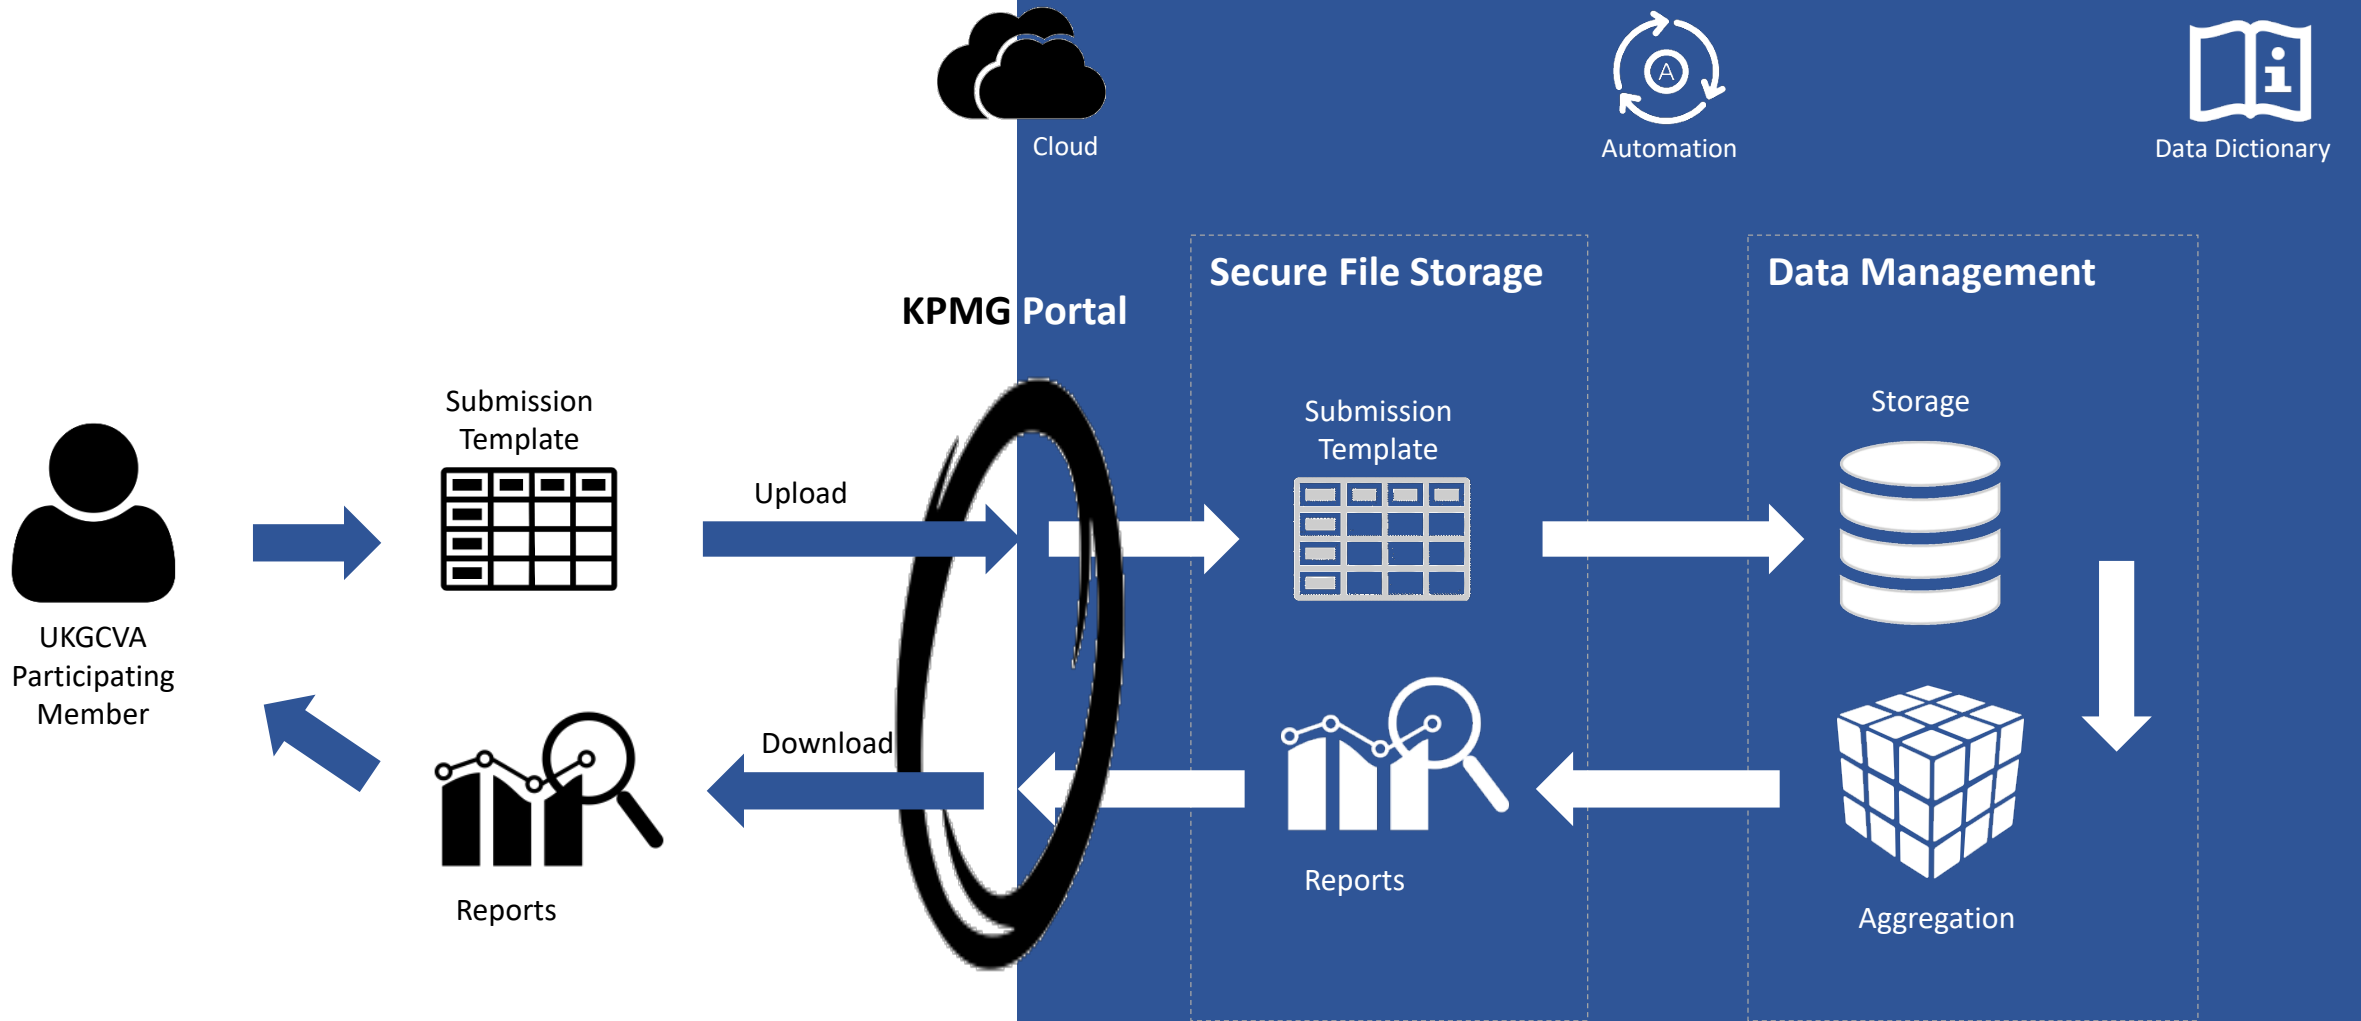 Cloud
Automation
Data Dictionary
KPMG Portal
Secure File Storage
Data Management
UKGCVA
Participating
Member
Submission
Template
Upload
Submission
Template
Storage
Aggregation
Reports
Download
Reports
A